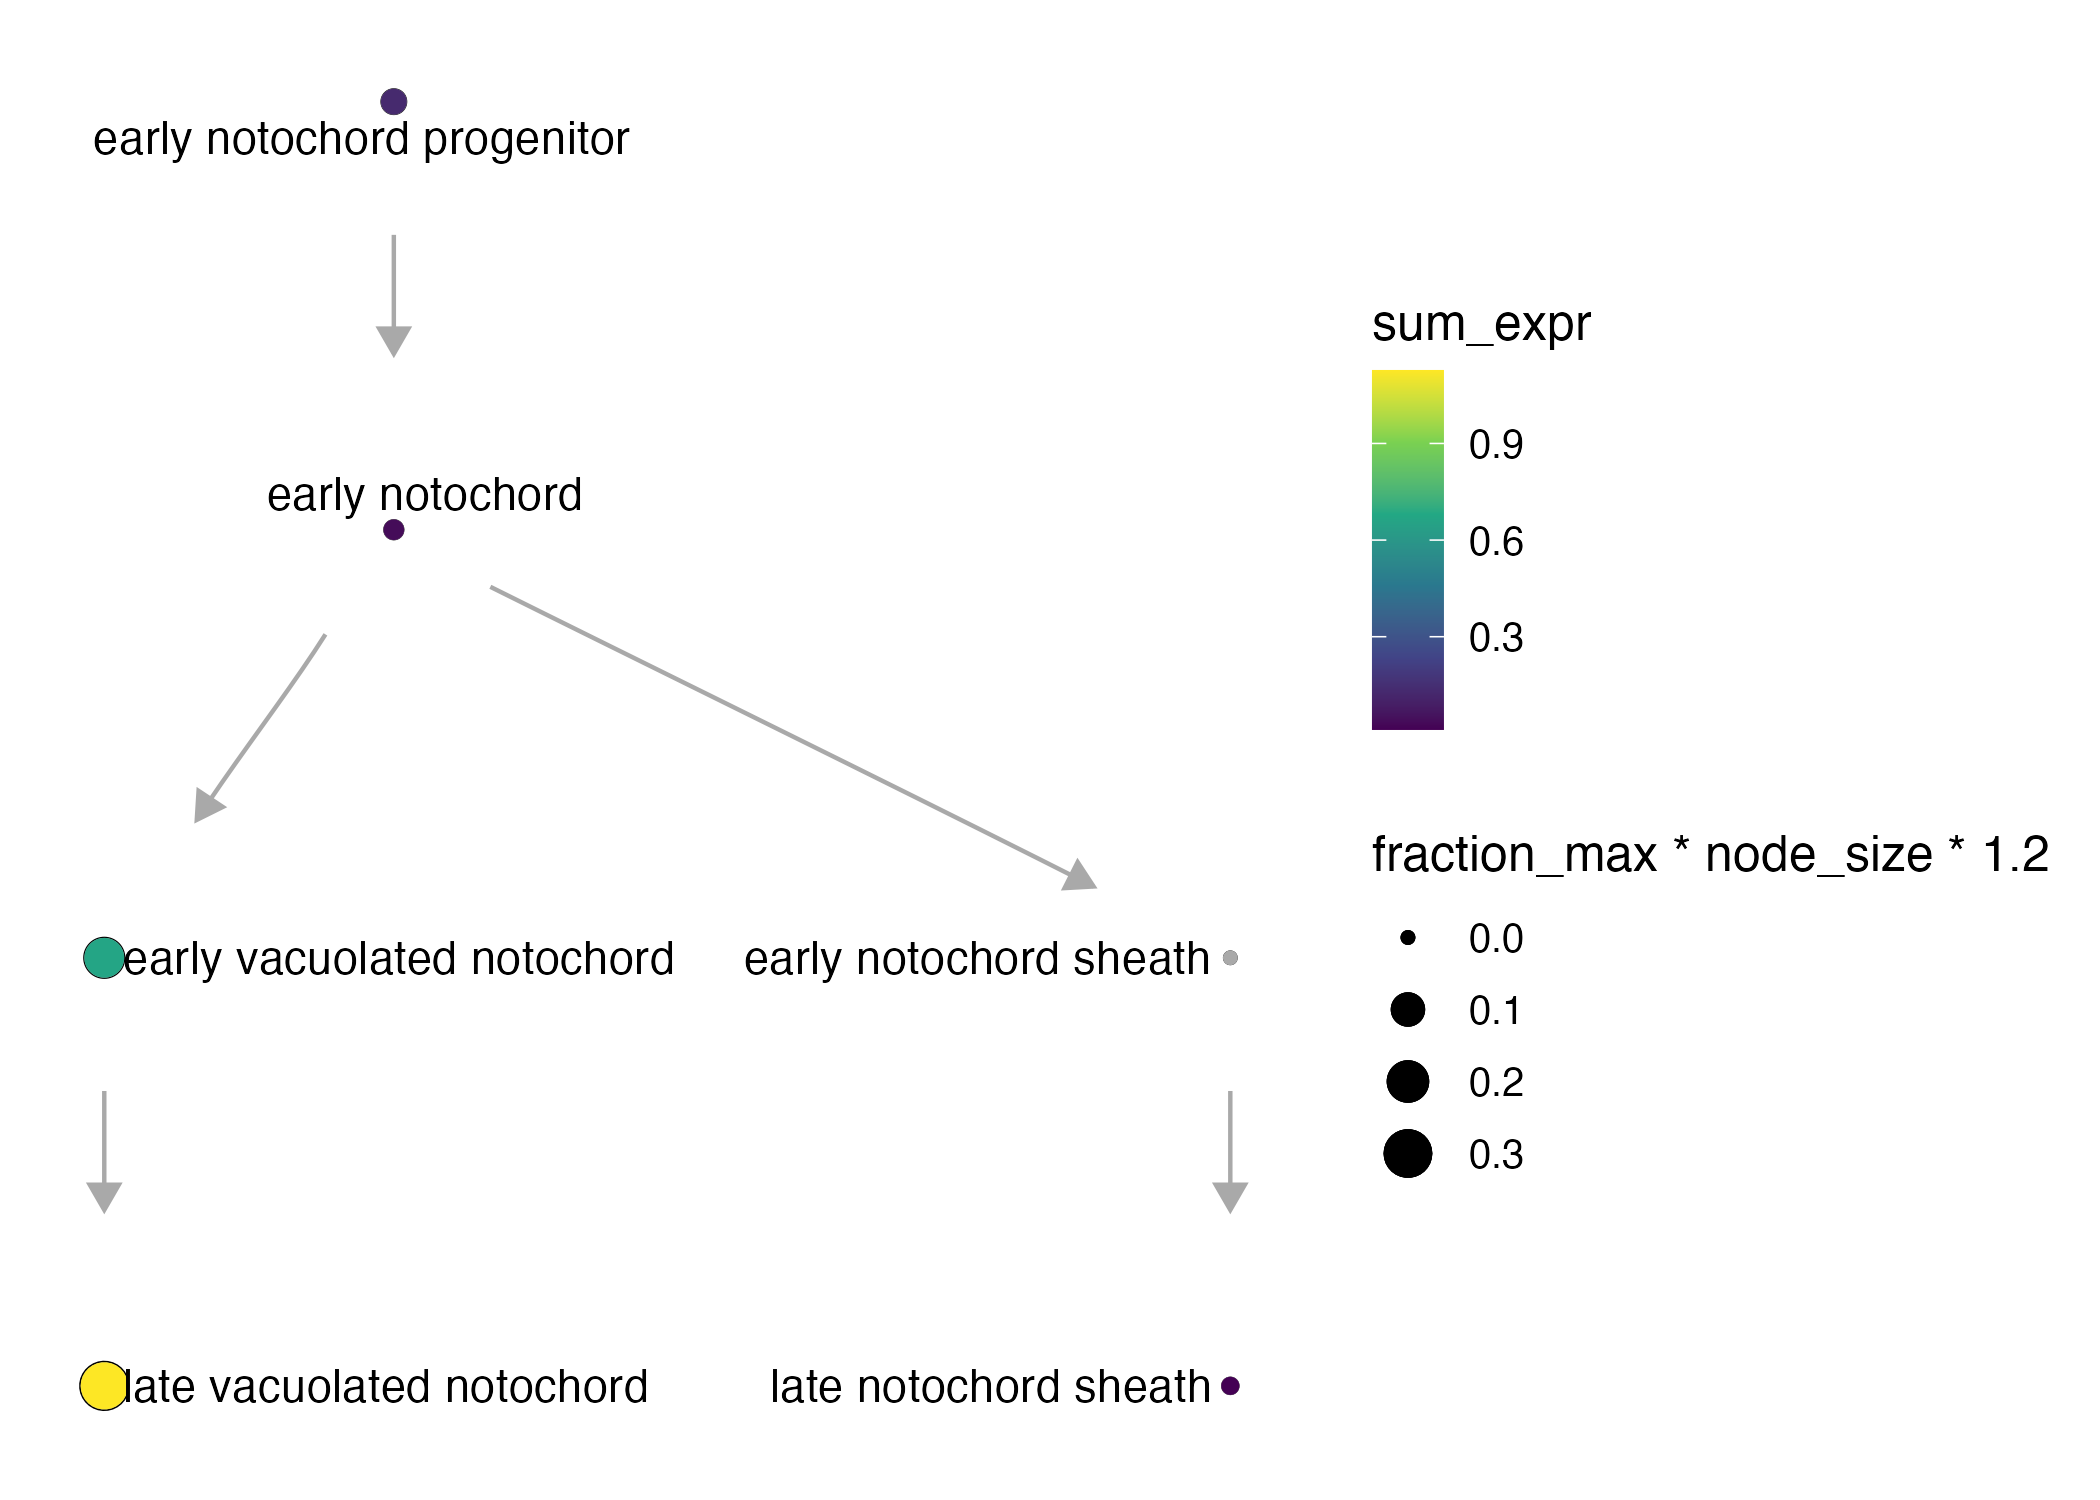 early notochord progenitor
early notochord
early vacuolated notochord
early notochord sheath
late vacuolated notochord
late notochord sheath
sum_expr
0.9
0.6
0.3
fraction_max * node_size * 1.2
0.0
0.1
0.2
0.3